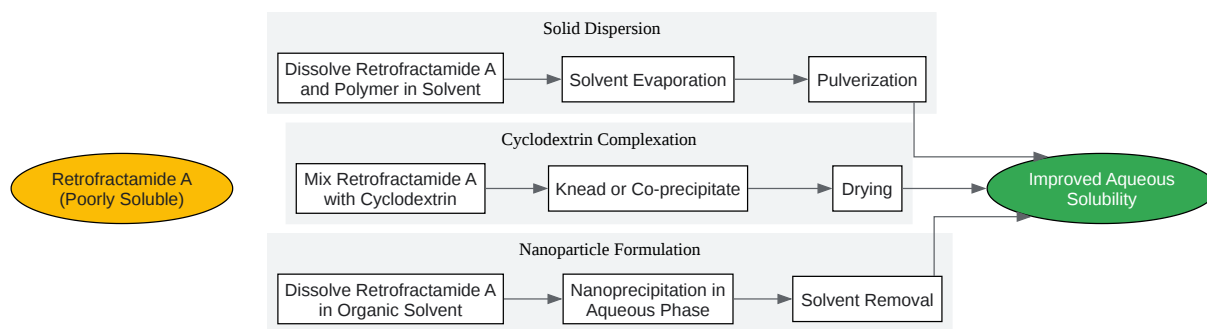 Solid Dispersion
Dissolve Retrofractamide A
and Polymer in Solvent
Solvent Evaporation
Pulverization
Cyclodextrin Complexation
Retrofractamide A
(Poorly Soluble)
Mix Retrofractamide A
with Cyclodextrin
Knead or Co-precipitate
Drying
Improved Aqueous
Solubility
Nanoparticle Formulation
Dissolve Retrofractamide A
in Organic Solvent
Nanoprecipitation in
Aqueous Phase
Solvent Removal